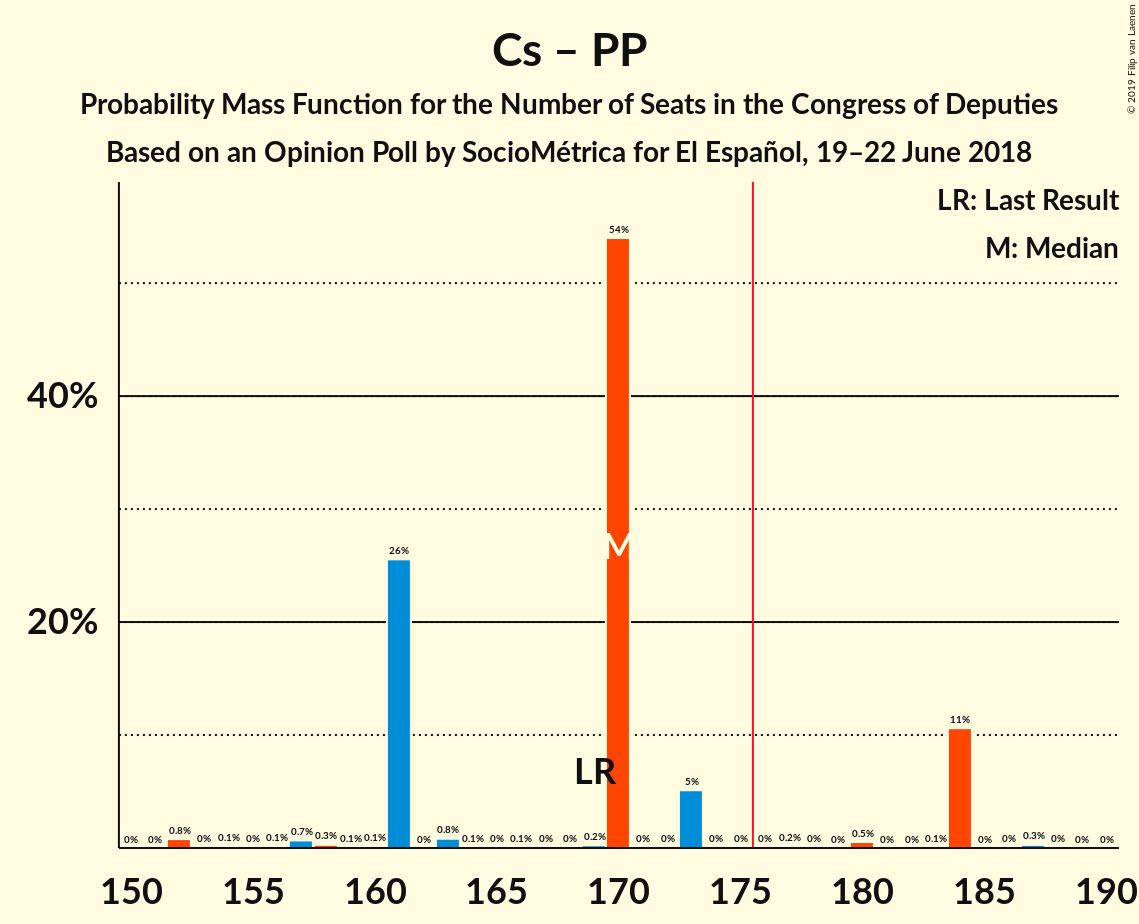 Cs – PP
Probability Mass Function for the Number of Seats in the Congress of Deputies
Based on an Opinion Poll by SocioMétrica for El Español, 19–22 June 2018
© 2019 Filip van Laenen
LR: Last Result
M: Median
40%
20%
0% 0% 0.8% 0% 0.1% 0% 0.1% 0.7% 0.3% 0.1% 0.1% 26% 0% 0.8% 0.1% 0% 0.1% 0% 0% 0.2% 54% 0% 0% 5% 0% 0% 0% 0.2% 0% 0% 0.5% 0% 0% 0.1% 11% 0% 0% 0.3% 0% 0% 0%
M
LR
150 155 160 165 170 175 180 185 190